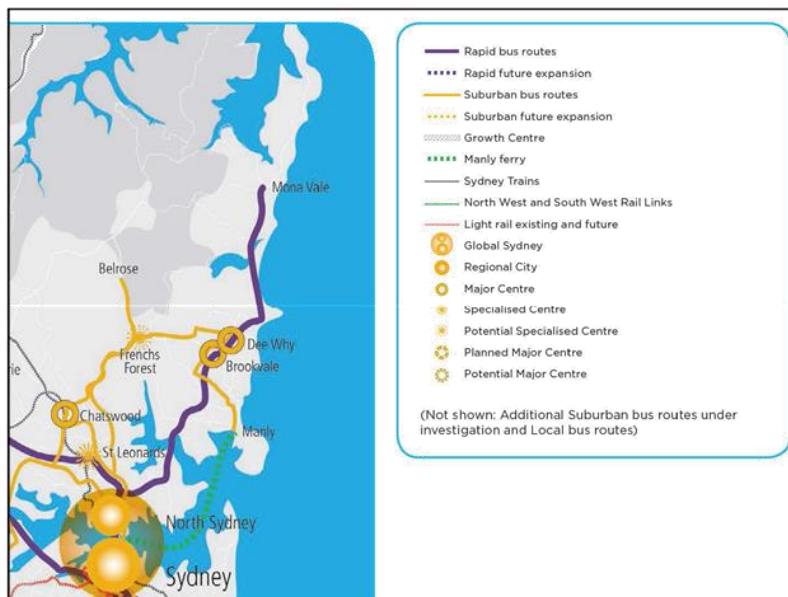 Mona Vale
Belrose
Dee Why
Frenchs
Forest
Brookvale
rie
Chatswood
Manly
St Leonards
North Sydney
Sydney
Rapid bus routes
Rapid future expansion
Suburban bus routes
Suburban future expansion
Growth Centre
Manly ferry
Sydney Trains
North West and South West Rail Links
Light rail existing and future
Global Sydney
Regional City
Major Centre
Specialised Centre
Potential Specialised Centre
Planned Major Centre
Potential Major Centre
(Not shown: Additional Suburban bus routes under
investigation and Local bus routes)